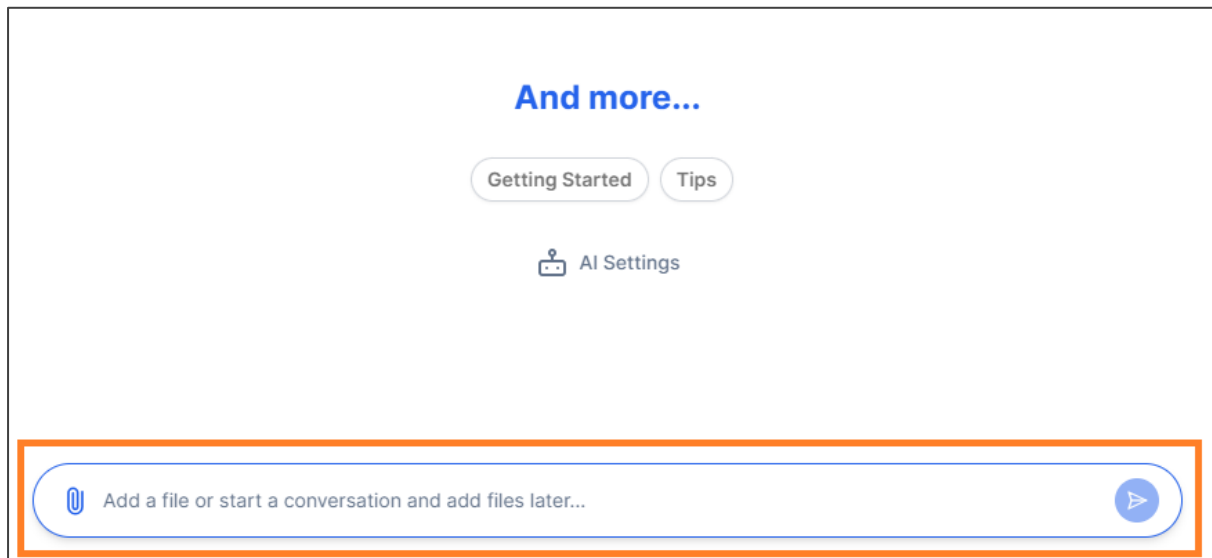 And more...
Getting Started Tips
AI Settings
Add a file or start a conversation and add files later...